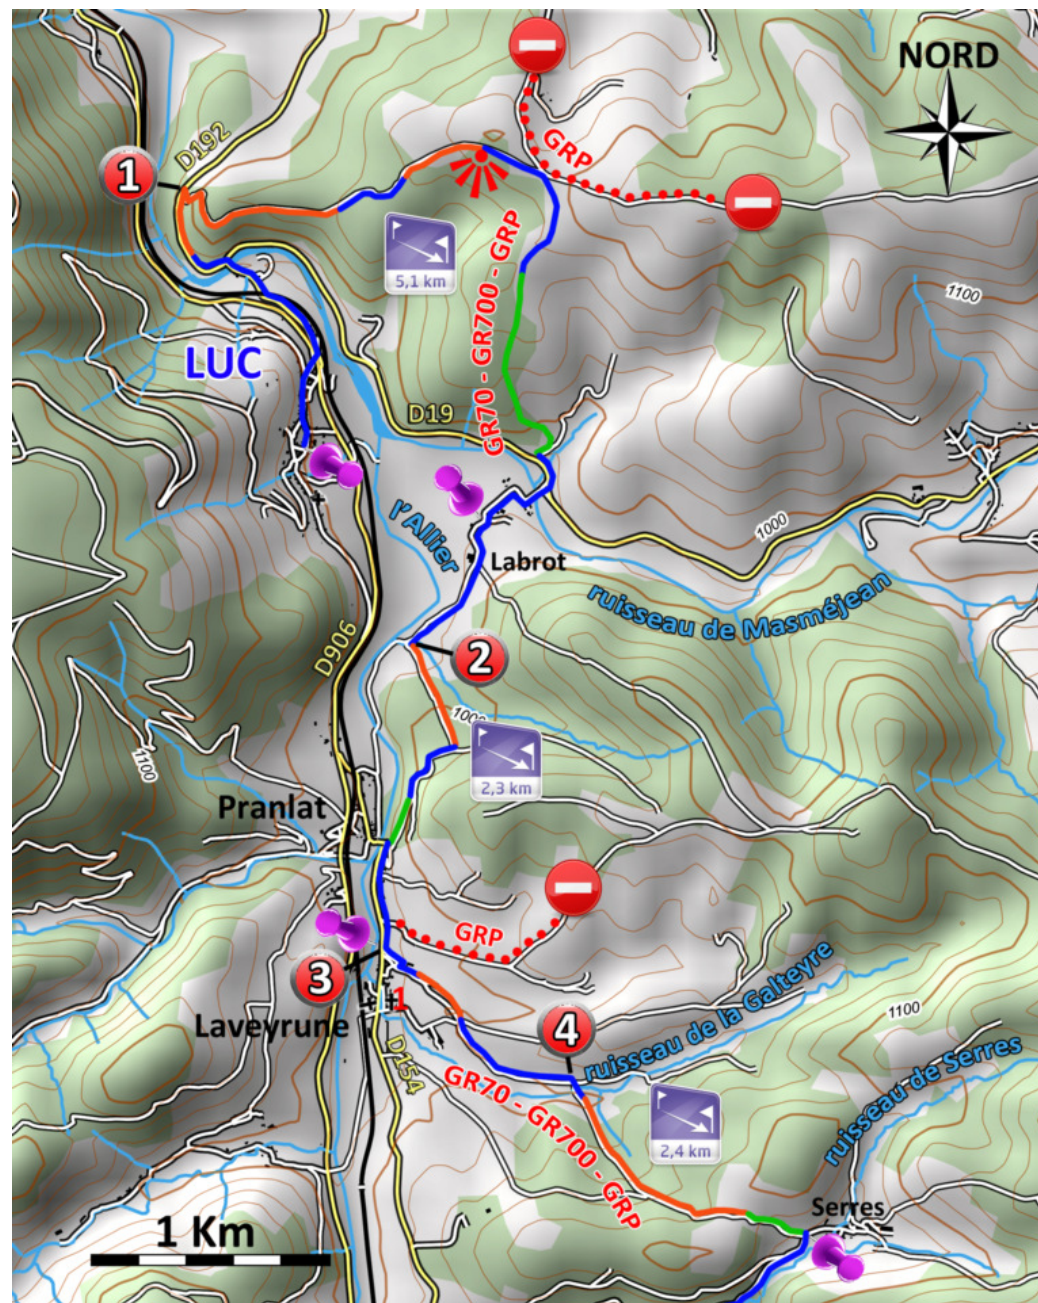 NORD
D192
1
GRP
5,1 km
GR70 - GR700 - GRP
1100
LUC
D19
l'Allier
1000
Labrot
ruisseau de Masméjean
D906
2
1000
1100
2,3 km
Pranlat
GRP
3
1
Laveyrune
4
ruisseau de la Galteyre
1100
D154
GR70 - GR700 - GRP
ruisseau de Serres
2,4 km
Serres
1 Km